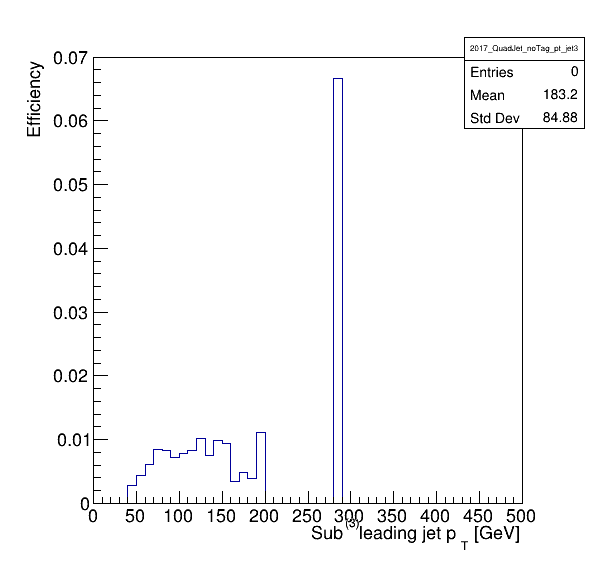 2017_QuadJet_noTag_pt_jet3
Entries 0
Mean 183.2
Std Dev 84.88
Efficiency
0.07
0.06
0.05
0.04
0.03
0.02
0.01
0
0 50 100 150 200 250 300 350 400 450 500
Sub(3)leading jet p T [GeV]